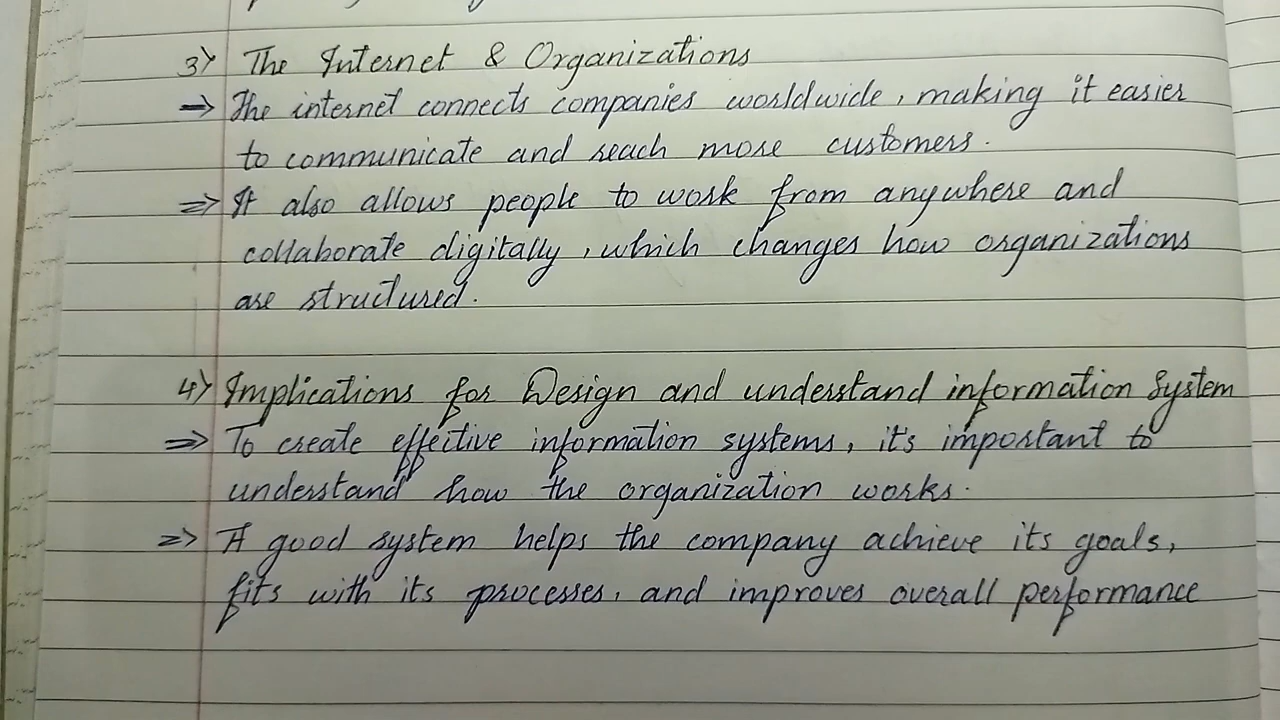 3) The Internet & Organizations
⇒ The internet connects companies worldwide, making it easier
to communicate and reach more customers.
⇒ It also allows people to work from anywhere and
collaborate digitally, which changes how organizations
are structured.
4) Implications for Design and understand information System
⇒ To create effective information systems, it's important to
understand how the organization works.
⇒ A good system helps the company achieve its goals,
fits with its processes, and improves overall performance